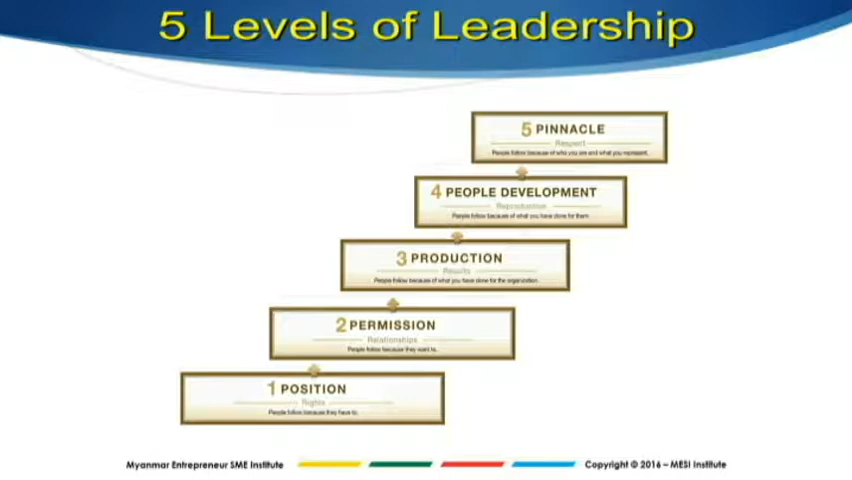 5 Levels of Leadership
5 PINNACLE
Respect
People follow because of who you are and what you represent.
4 PEOPLE DEVELOPMENT
Reproduction
People follow because of what you have done for them.
3 PRODUCTION
Results
People follow because of what you have done for the organization.
2 PERMISSION
Relationships
People follow because they want to.
1 POSITION
Rights
People follow because they have to.
Myanmar Entrepreneur SME Institute
Copyright © 2016 – MESI Institute